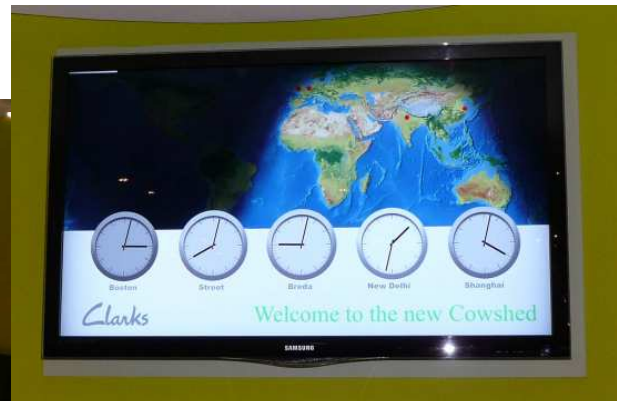 Boston Street Breda New Delhi Shanghai
Clarks Welcome to the new Cowshed
SAMSUNG